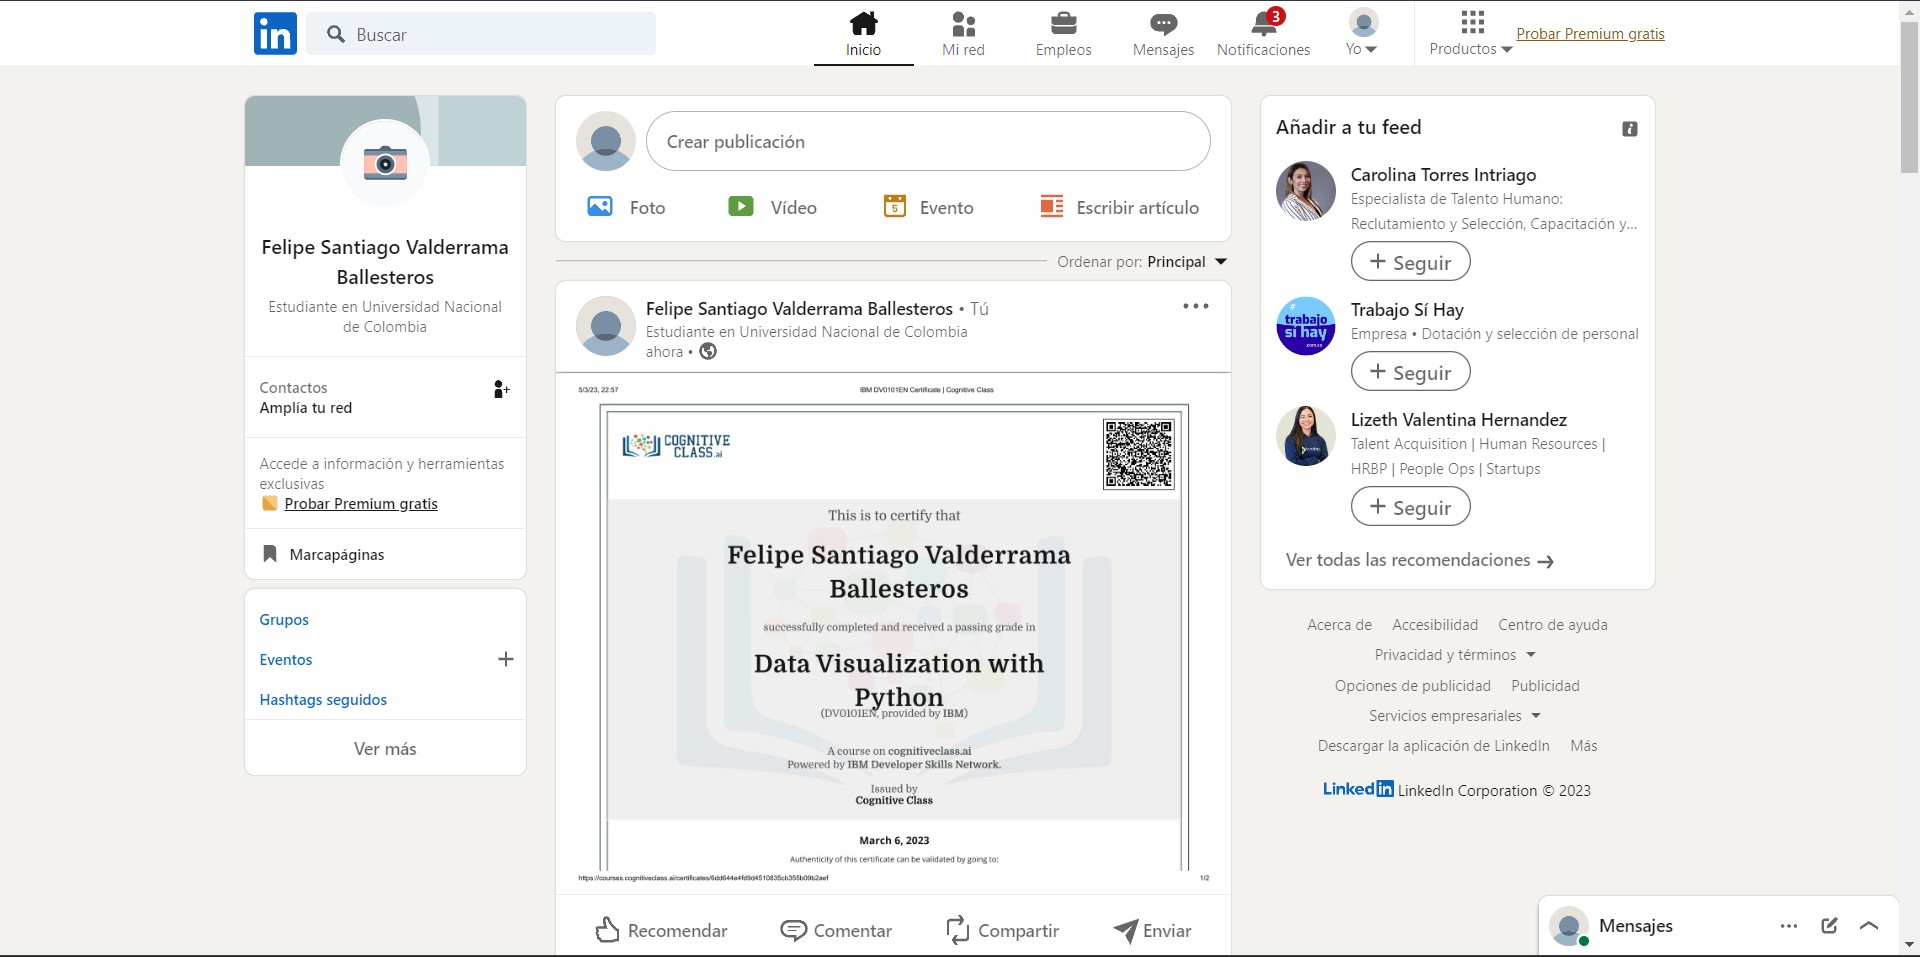 in
Buscar
Inicio
Mi red
Empleos
Mensajes
3
Notificaciones
Yo
Productos
Probar Premium gratis
Felipe Santiago Valderrama
Ballesteros
Estudiante en Universidad Nacional
de Colombia
Contactos
Amplía tu red
Accede a información y herramientas
exclusivas
Probar Premium gratis
Marcapáginas
Grupos
Eventos
Hashtags seguidos
Ver más
Crear publicación
Foto
Vídeo
5
Evento
Escribir artículo
Ordenar por: Principal
Felipe Santiago Valderrama Ballesteros • Tú
Estudiante en Universidad Nacional de Colombia
ahora •
5/3/23, 22:57
IBM DV0101EN Certificate | Cognitive Class
COGNITIVE
CLASS.ai
This is to certify that
Felipe Santiago Valderrama
Ballesteros
successfully completed and received a passing grade in
Data Visualization with
Python
(DV0101EN, provided by IBM)
A course on cognitiveclass.ai
Powered by IBM Developer Skills Network.
Issued by
Cognitive Class
March 6, 2023
Authenticity of this certificate can be validated by going to:
https://courses.cognitiveclass.ai/certificates/6dd644e4fd9d4510835cb355b09b2aef
1/2
Recomendar
Comentar
Compartir
Enviar
Añadir a tu feed
Carolina Torres Intriago
Especialista de Talento Humano:
Reclutamiento y Selección, Capacitación y...
+ Seguir
#
trabajo
sí hay
.com.co
Trabajo Sí Hay
Empresa • Dotación y selección de personal
+ Seguir
Lizeth Valentina Hernandez
Talent Acquisition | Human Resources |
HRBP | People Ops | Startups
+ Seguir
Ver todas las recomendaciones →
Acerca de
Accesibilidad
Centro de ayuda
Privacidad y términos
Opciones de publicidad
Publicidad
Servicios empresariales
Descargar la aplicación de LinkedIn
Más
LinkedIn LinkedIn Corporation © 2023
Mensajes